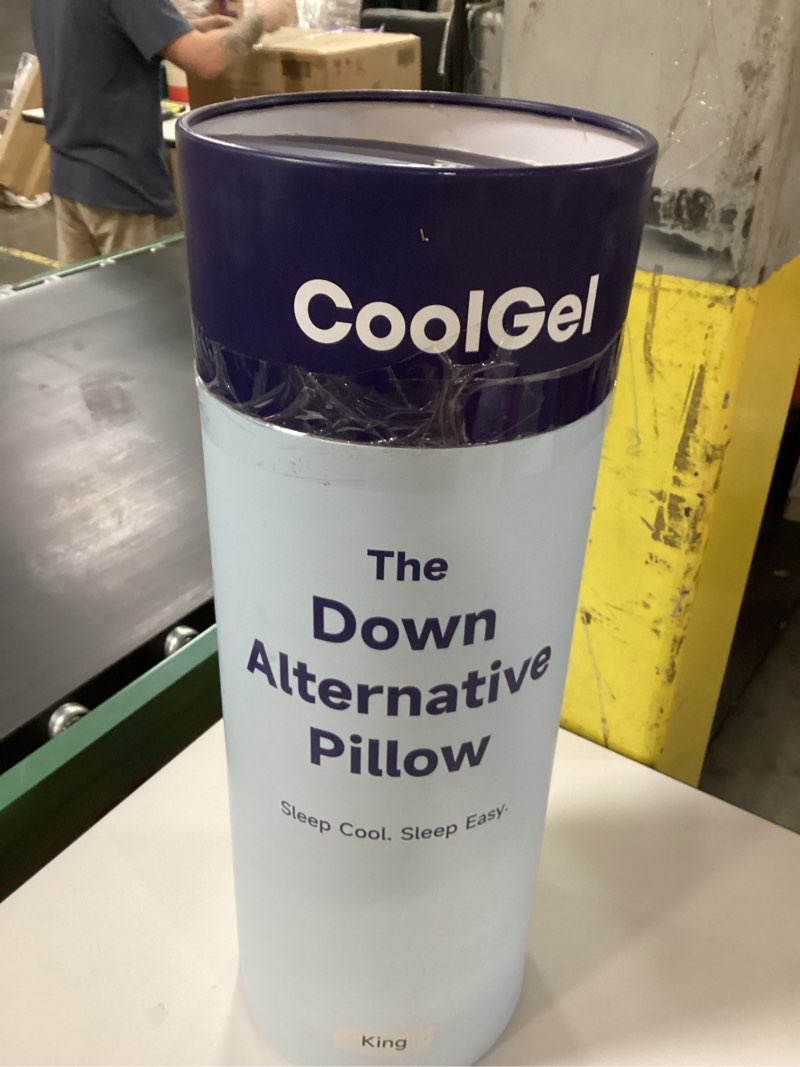 CoolGel
The
Down
Alternative
Pillow
Sleep Cool. Sleep Easy.
King